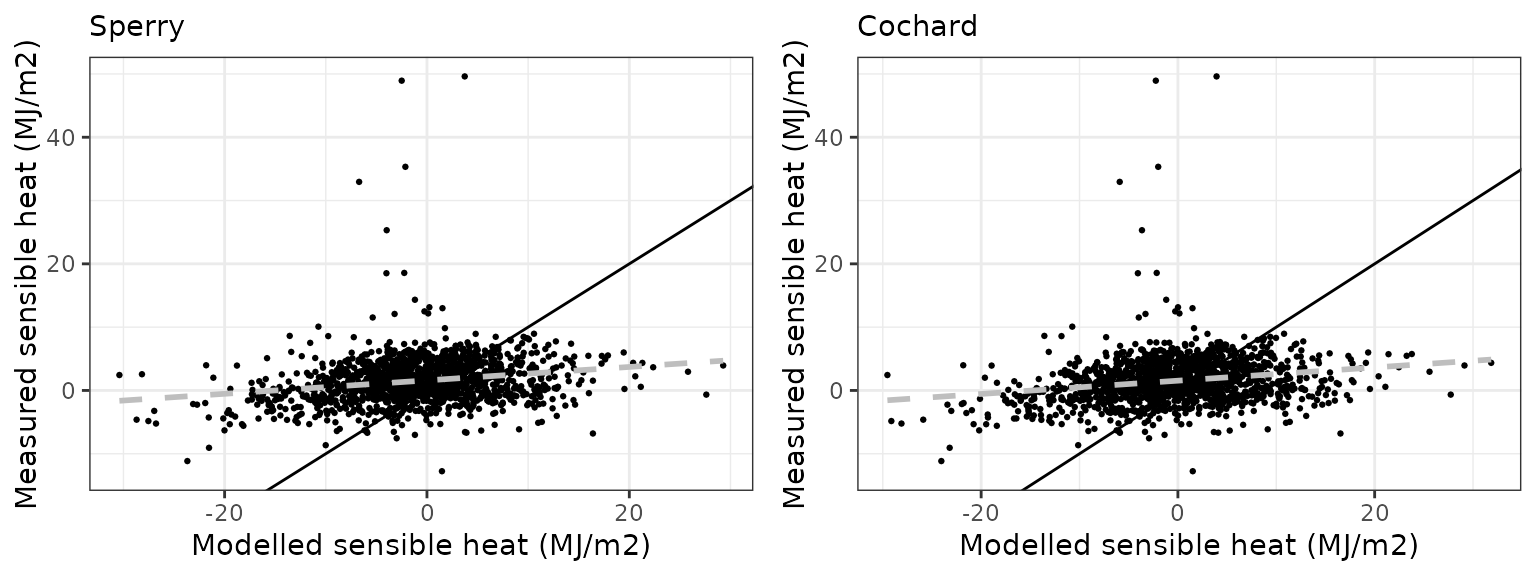 Sperry
Measured sensible heat (MJ/m2)
40
20
0
-20 0 20
Modelled sensible heat (MJ/m2)
Cochard
Measured sensible heat (MJ/m2)
40
20
0
-20 0 20
Modelled sensible heat (MJ/m2)